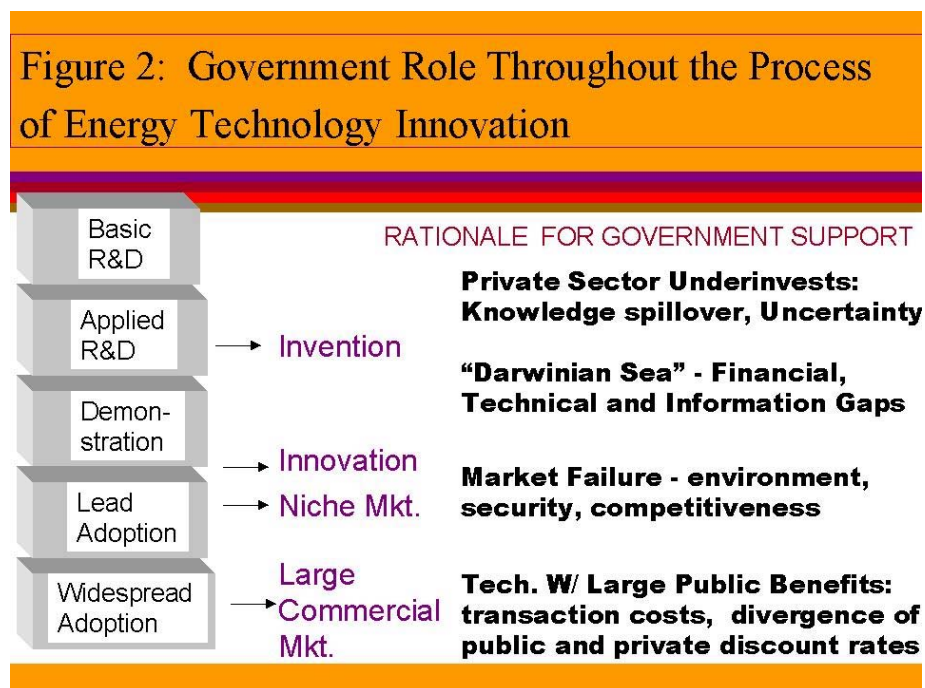 Figure 2:  Government Role Throughout the Process
of Energy Technology Innovation
Basic
R&D
RATIONALE  FOR GOVERNMENT SUPPORT
Private Sector Underinvests:
Knowledge spillover, Uncertainty
Applied
R&D
Invention
“Darwinian Sea” - Financial,
Technical and Information Gaps
Demon-
stration
Innovation
Market Failure - environment,
security, competitiveness
Lead
Adoption
Niche Mkt.
Widespread
Adoption
Large
Commercial
Mkt.
Tech. W/ Large Public Benefits:
transaction costs,  divergence of
public and private discount rates